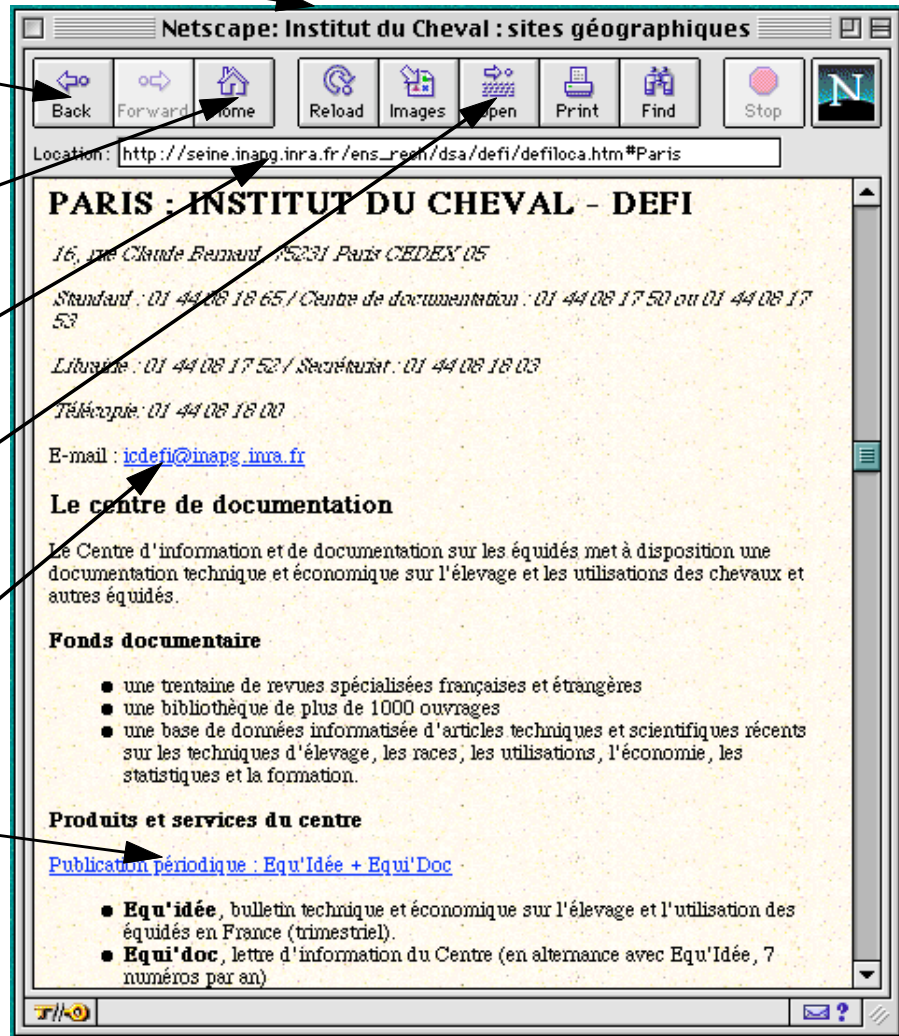 Netscape: Institut du Cheval : sites géographiques
Back Forward Home Reload Images Open Print Find Stop N
Location: http://seine.inapg.inra.fr/ens_rech/dsa/defi/defiloca.htm#Paris
PARIS : INSTITUT DU CHEVAL - DEFI
16, rue Claude Bernard, 75231 Paris CEDEX 05
Standard : 01 44 08 18 65 / Centre de documentation : 01 44 08 17 50 ou 01 44 08 17
53
Librairie : 01 44 08 17 52 / Secrétariat : 01 44 08 18 03
Télécopie: 01 44 08 18 00
E-mail : icdefi@inapg.inra.fr
Le centre de documentation
Le Centre d'information et de documentation sur les équidés met à disposition une
documentation technique et économique sur l'élevage et les utilisations des chevaux et
autres équidés.
Fonds documentaire
une trentaine de revues spécialisées françaises et étrangères
une bibliothèque de plus de 1000 ouvrages
une base de données informatisée d'articles techniques et scientifiques récents
sur les techniques d'élevage, les races, les utilisations, l'économie, les
statistiques et la formation.
Produits et services du centre
Publication périodique : Equ'Idée + Equi'Doc
Equ'idée, bulletin technique et économique sur l'élevage et l'utilisation des
équidés en France (trimestriel).
Equi'doc, lettre d'information du Centre (en alternance avec Equ'Idée, 7
numéros par an)